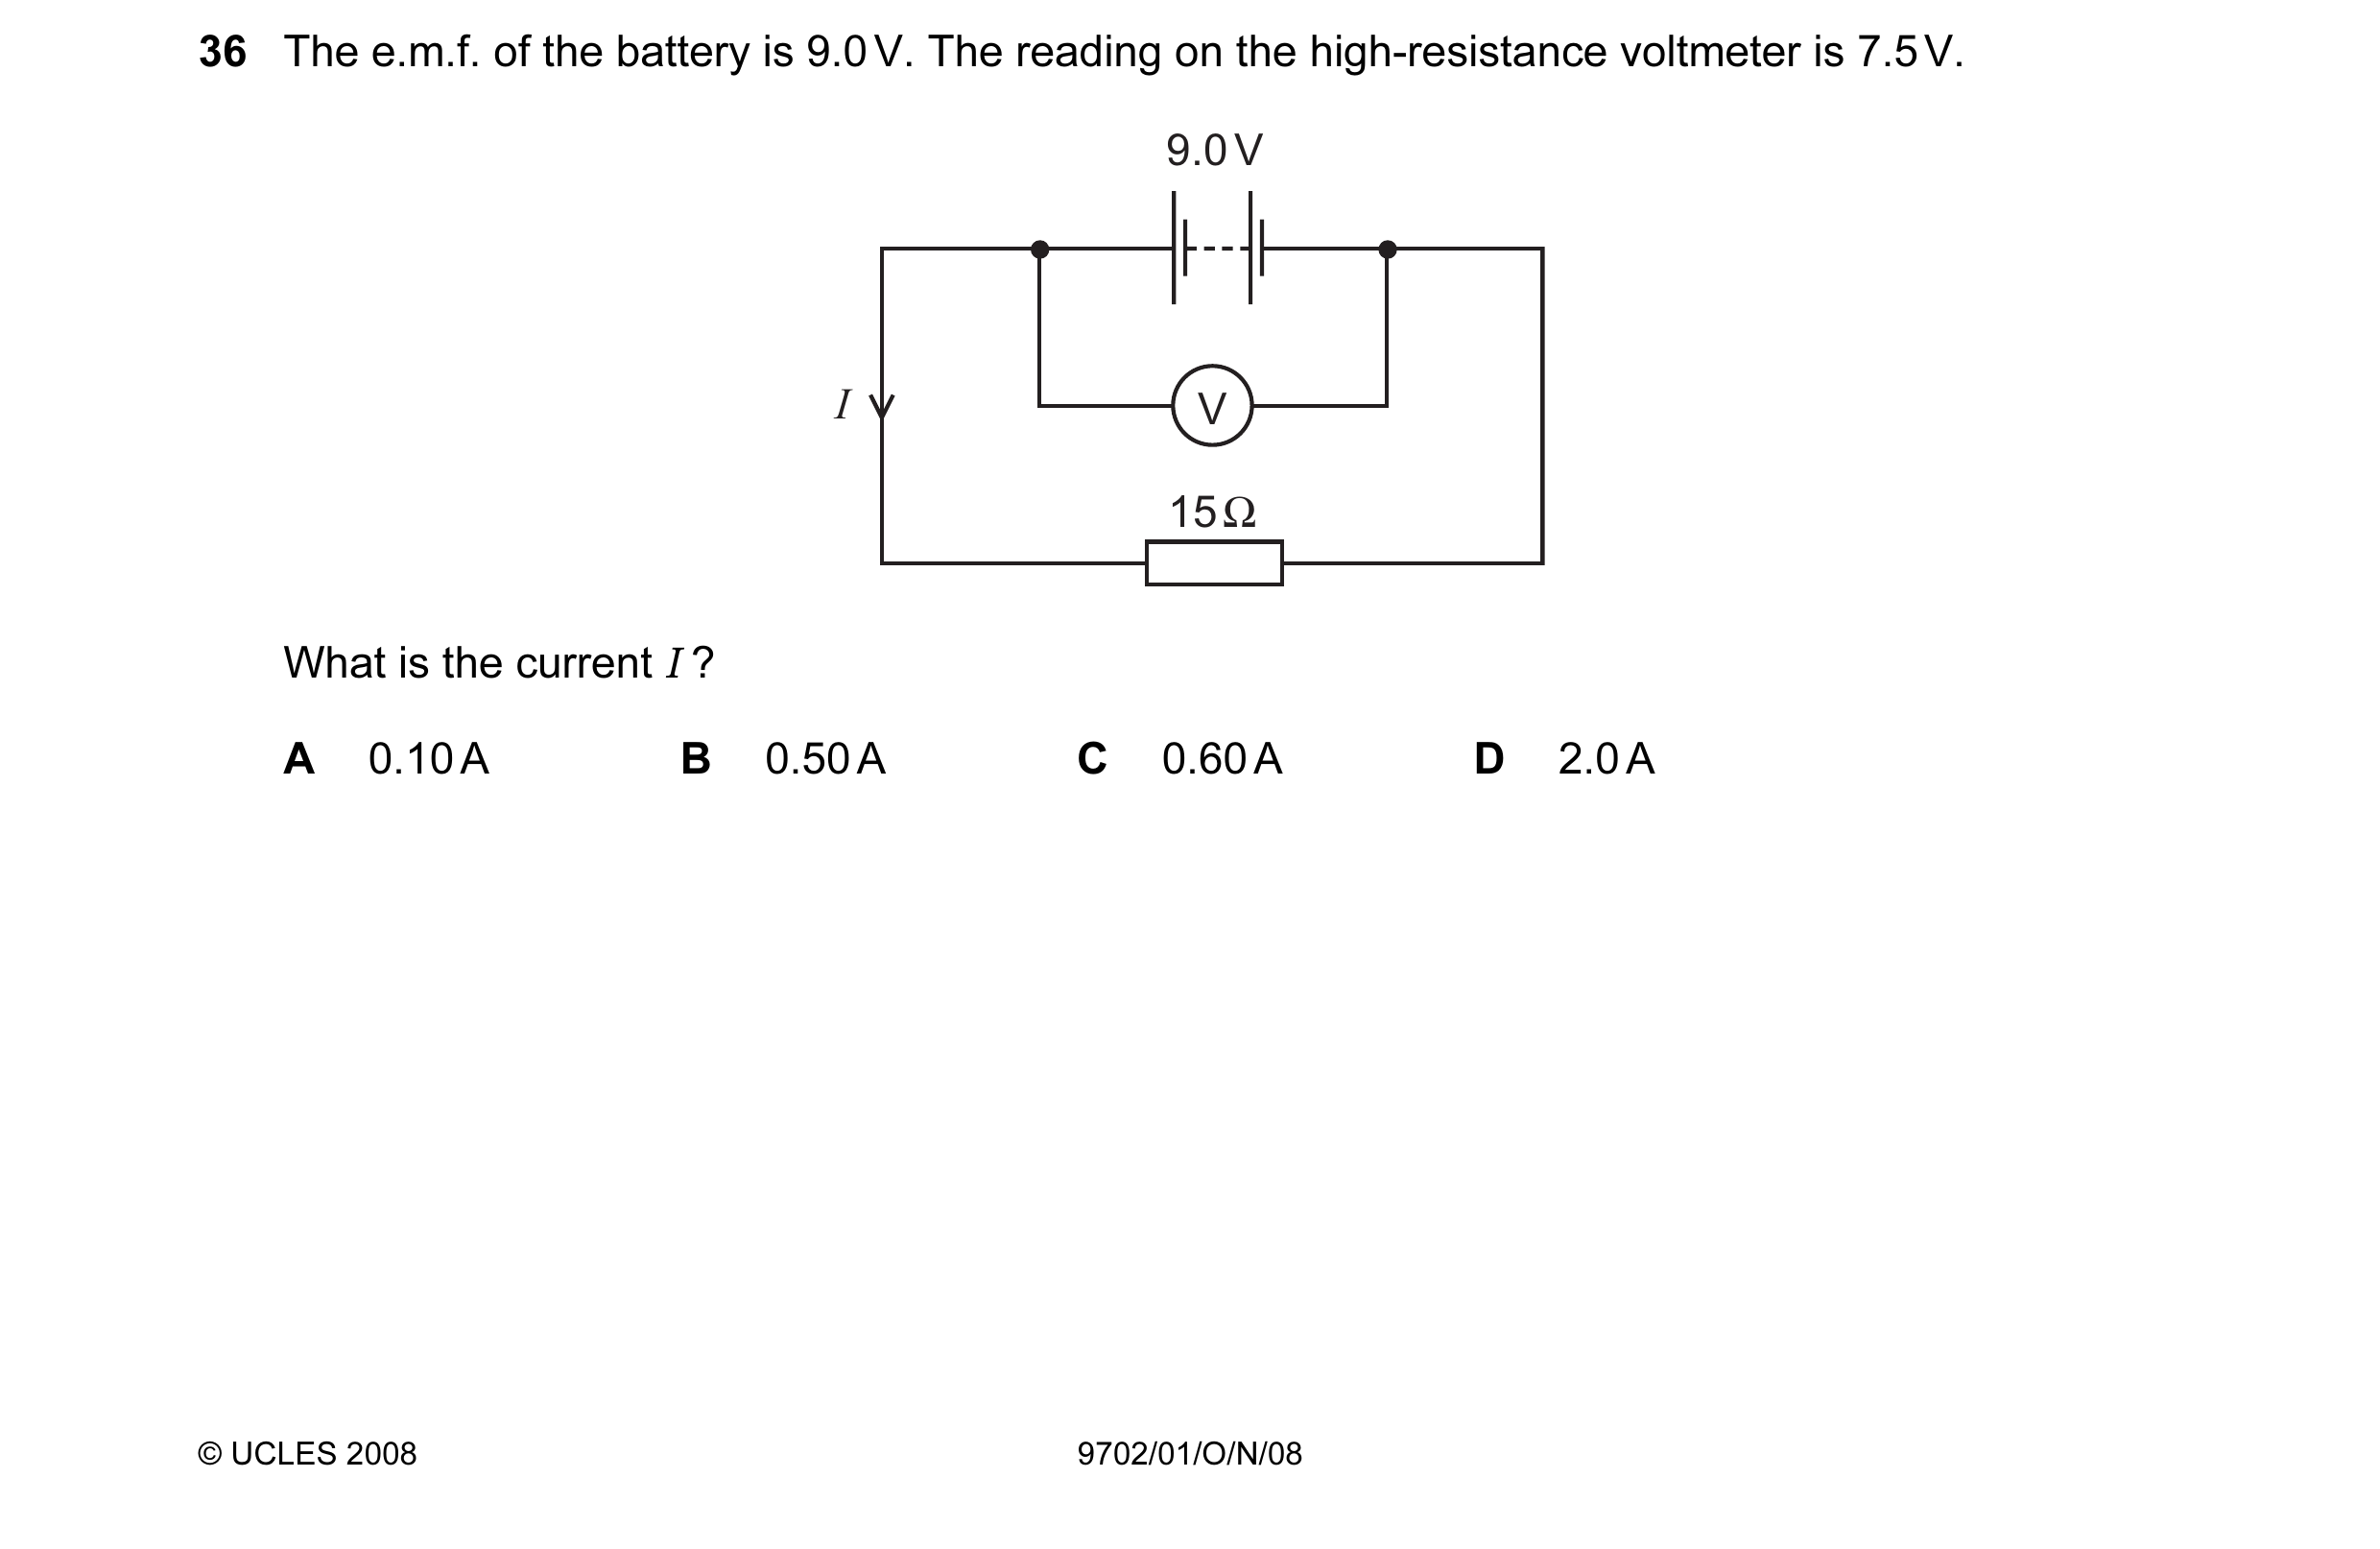 36 The e.m.f. of the battery is 9.0 V. The reading on the high-resistance voltmeter is 7.5 V.
9.0 V
I
V
15 Ω
What is the current I ?
A 0.10 A B 0.50 A C 0.60 A D 2.0 A
© UCLES 2008 9702/01/O/N/08